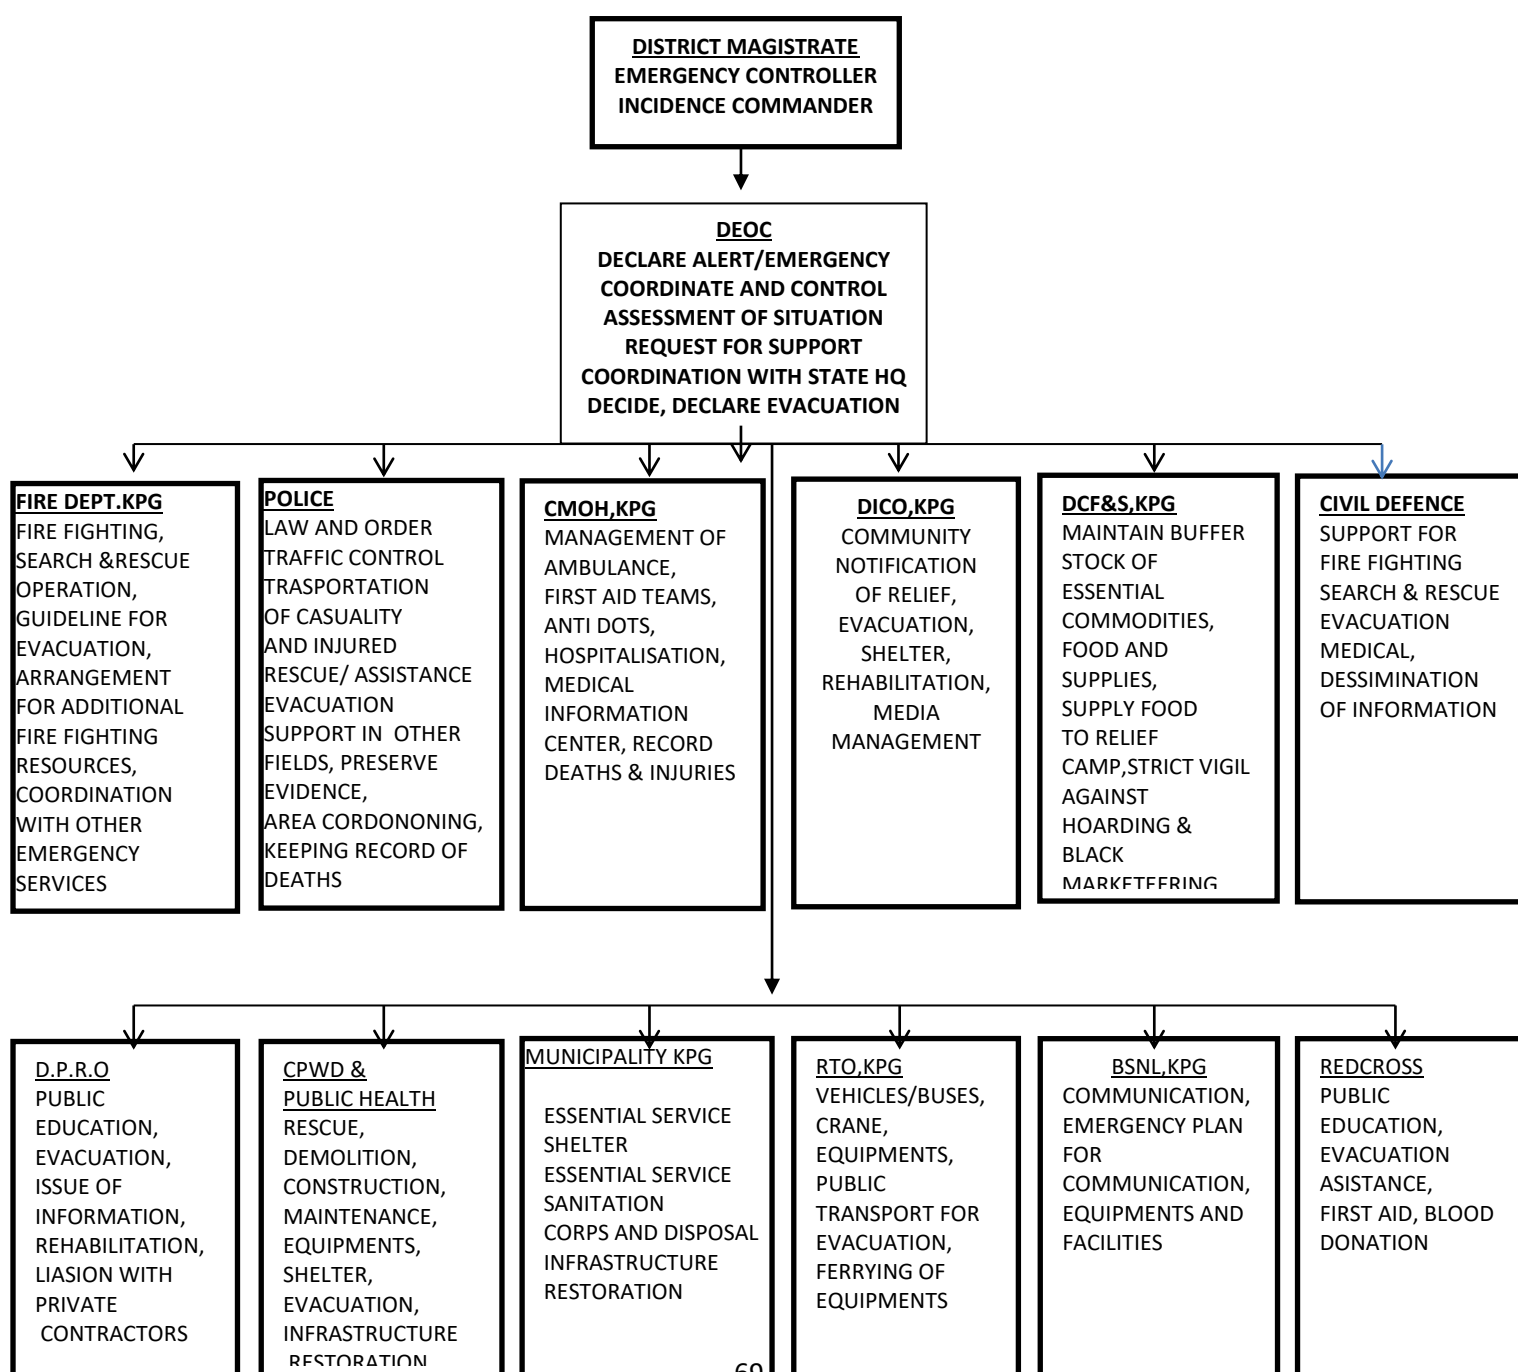 DISTRICT MAGISTRATE
EMERGENCY CONTROLLER
INCIDENCE COMMANDER
DEOC
DECLARE ALERT/EMERGENCY
COORDINATE AND CONTROL
ASSESSMENT OF SITUATION
REQUEST FOR SUPPORT
COORDINATION WITH STATE HQ
DECIDE, DECLARE EVACUATION
FIRE DEPT.KPG
FIRE FIGHTING,
SEARCH &RESCUE
OPERATION,
GUIDELINE FOR
EVACUATION,
ARRANGEMENT
FOR ADDITIONAL
FIRE FIGHTING
RESOURCES,
COORDINATION
WITH OTHER
EMERGENCY
SERVICES
POLICE
LAW AND ORDER
TRAFFIC CONTROL
TRASPORTATION
OF CASUALITY
AND INJURED
RESCUE/ ASSISTANCE
EVACUATION
SUPPORT IN  OTHER
FIELDS, PRESERVE
EVIDENCE,
AREA CORDONONING,
KEEPING RECORD OF
DEATHS
CMOH,KPG
MANAGEMENT OF
AMBULANCE,
FIRST AID TEAMS,
ANTI DOTS,
HOSPITALISATION,
MEDICAL
INFORMATION
CENTER, RECORD
DEATHS & INJURIES
DICO,KPG
COMMUNITY
NOTIFICATION
OF RELIEF,
EVACUATION,
SHELTER,
REHABILITATION,
MEDIA
MANAGEMENT
DCF&S,KPG
MAINTAIN BUFFER
STOCK OF
ESSENTIAL
COMMODITIES,
FOOD AND
SUPPLIES,
SUPPLY FOOD
TO RELIEF
CAMP,STRICT VIGIL
AGAINST
HOARDING &
BLACK
MARKETEERING
CIVIL DEFENCE
SUPPORT FOR
FIRE FIGHTING
SEARCH & RESCUE
EVACUATION
MEDICAL,
DESSIMINATION
OF INFORMATION
D.P.R.O
PUBLIC
EDUCATION,
EVACUATION,
ISSUE OF
INFORMATION,
REHABILITATION,
LIASION WITH
PRIVATE
CONTRACTORS
CPWD &
PUBLIC HEALTH
RESCUE,
DEMOLITION,
CONSTRUCTION,
MAINTENANCE,
EQUIPMENTS,
SHELTER,
EVACUATION,
INFRASTRUCTURE
RESTORATION
MUNICIPALITY KPG
ESSENTIAL SERVICE
SHELTER
ESSENTIAL SERVICE
SANITATION
CORPS AND DISPOSAL
INFRASTRUCTURE
RESTORATION
RTO,KPG
VEHICLES/BUSES,
CRANE,
EQUIPMENTS,
PUBLIC
TRANSPORT FOR
EVACUATION,
FERRYING OF
EQUIPMENTS
BSNL,KPG
COMMUNICATION,
EMERGENCY PLAN
FOR
COMMUNICATION,
EQUIPMENTS AND
FACILITIES
REDCROSS
PUBLIC
EDUCATION,
EVACUATION
ASISTANCE,
FIRST AID, BLOOD
DONATION
69